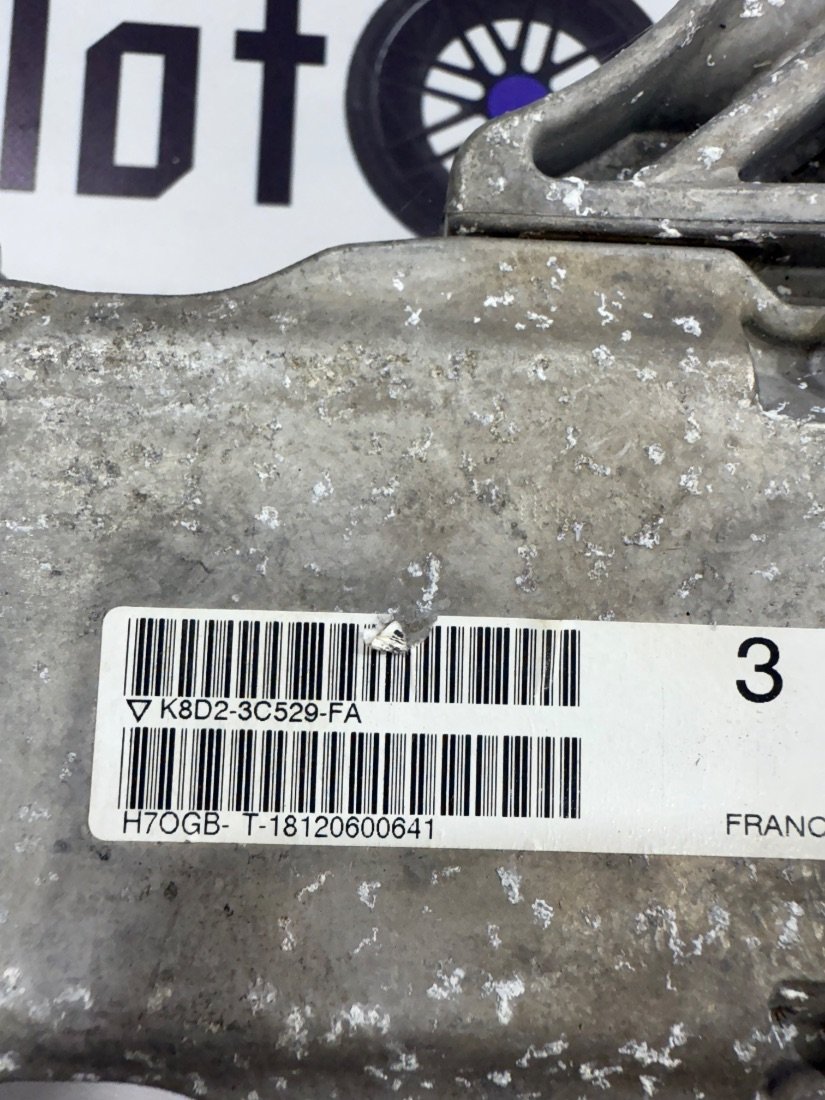 lot
3
▽ K8D2-3C529-FA
H7OGB- T-18120600641
FRANC